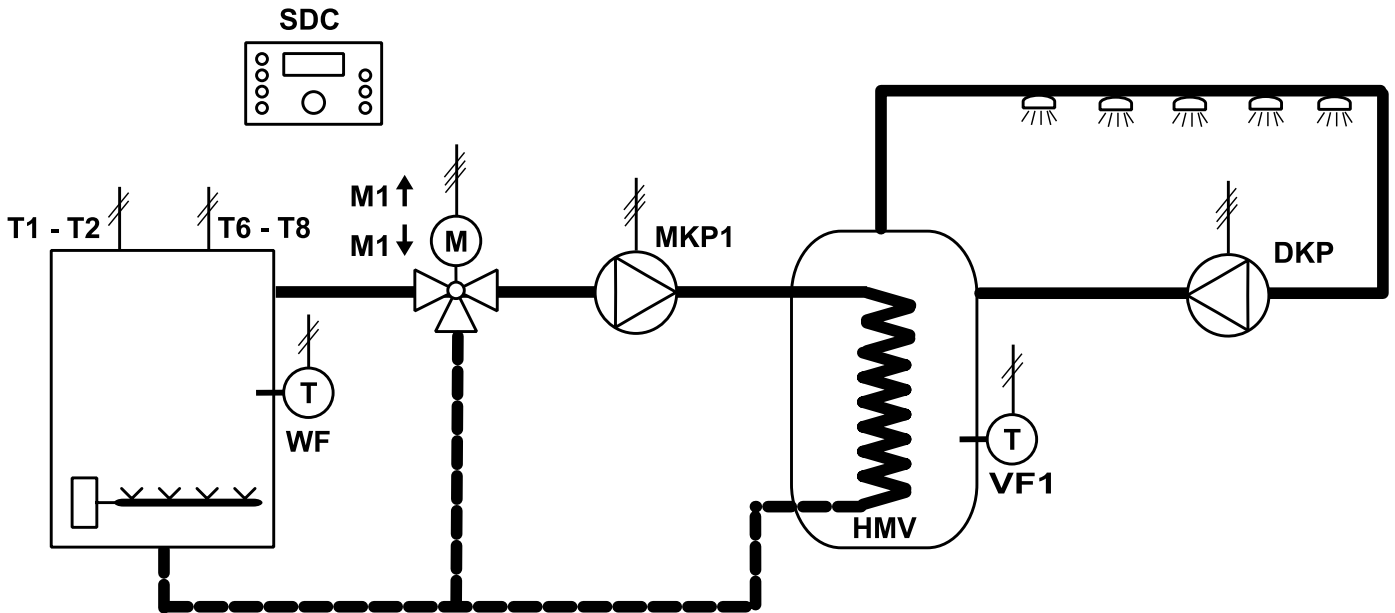 SDC
M1 ↑
T1 - T2
T6 - T8
M1 ↓
M
MKP1
DKP
T
WF
T
VF1
HMV